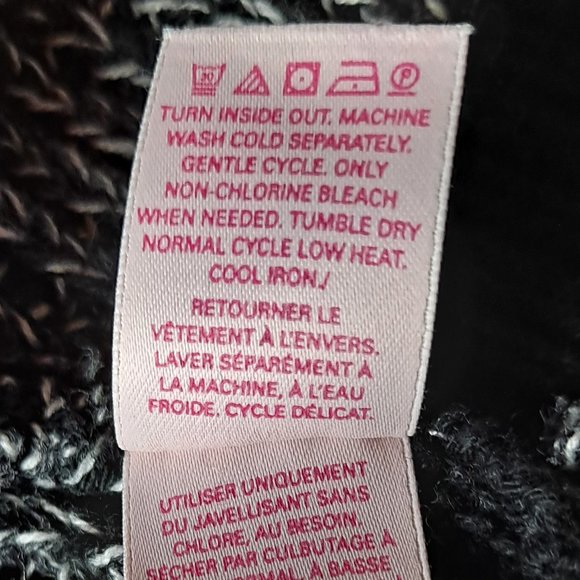 30 P
TURN INSIDE OUT. MACHINE
WASH COLD SEPARATELY.
GENTLE CYCLE. ONLY
NON-CHLORINE BLEACH
WHEN NEEDED. TUMBLE DRY
NORMAL CYCLE LOW HEAT.
COOL IRON./
RETOURNER LE
VÊTEMENT À L'ENVERS.
LAVER SÉPARÉMENT À
LA MACHINE, À L'EAU
FROIDE. CYCLE DÉLICAT.
UTILISER UNIQUEMENT
DU JAVELLISANT SANS
CHLORE, AU BESOIN.
SÉCHER PAR CULBUTAGE À
À BASSE